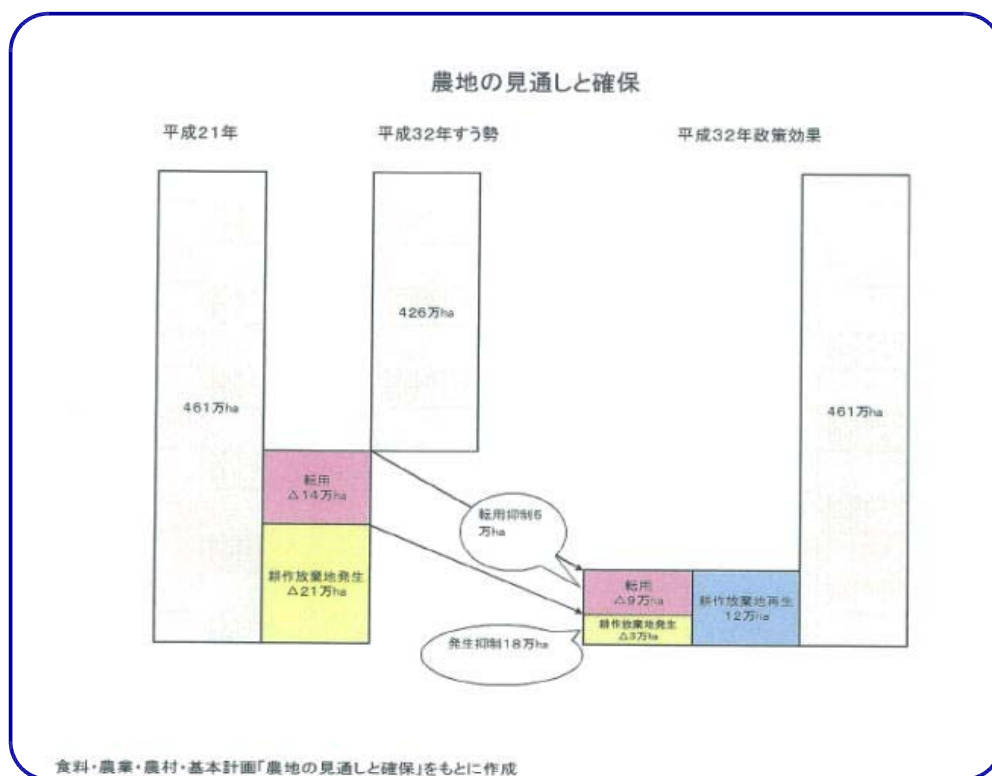 農地の見通しと確保
平成21年
平成32年すう勢
平成32年政策効果
426万ha
461万ha
461万ha
転用
△14万ha
転用抑制5
万ha
耕作放棄地発生
△21万ha
転用
△9万ha
耕作放棄地再生
12万ha
耕作放棄地発生
△3万ha
発生抑制18万ha
食料・農業・農村・基本計画「農地の見通しと確保」をもとに作成